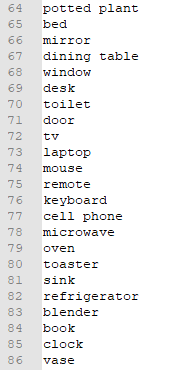 64 potted plant
65 bed
66 mirror
67 dining table
68 window
69 desk
70 toilet
71 door
72 tv
73 laptop
74 mouse
75 remote
76 keyboard
77 cell phone
78 microwave
79 oven
80 toaster
81 sink
82 refrigerator
83 blender
84 book
85 clock
86 vase